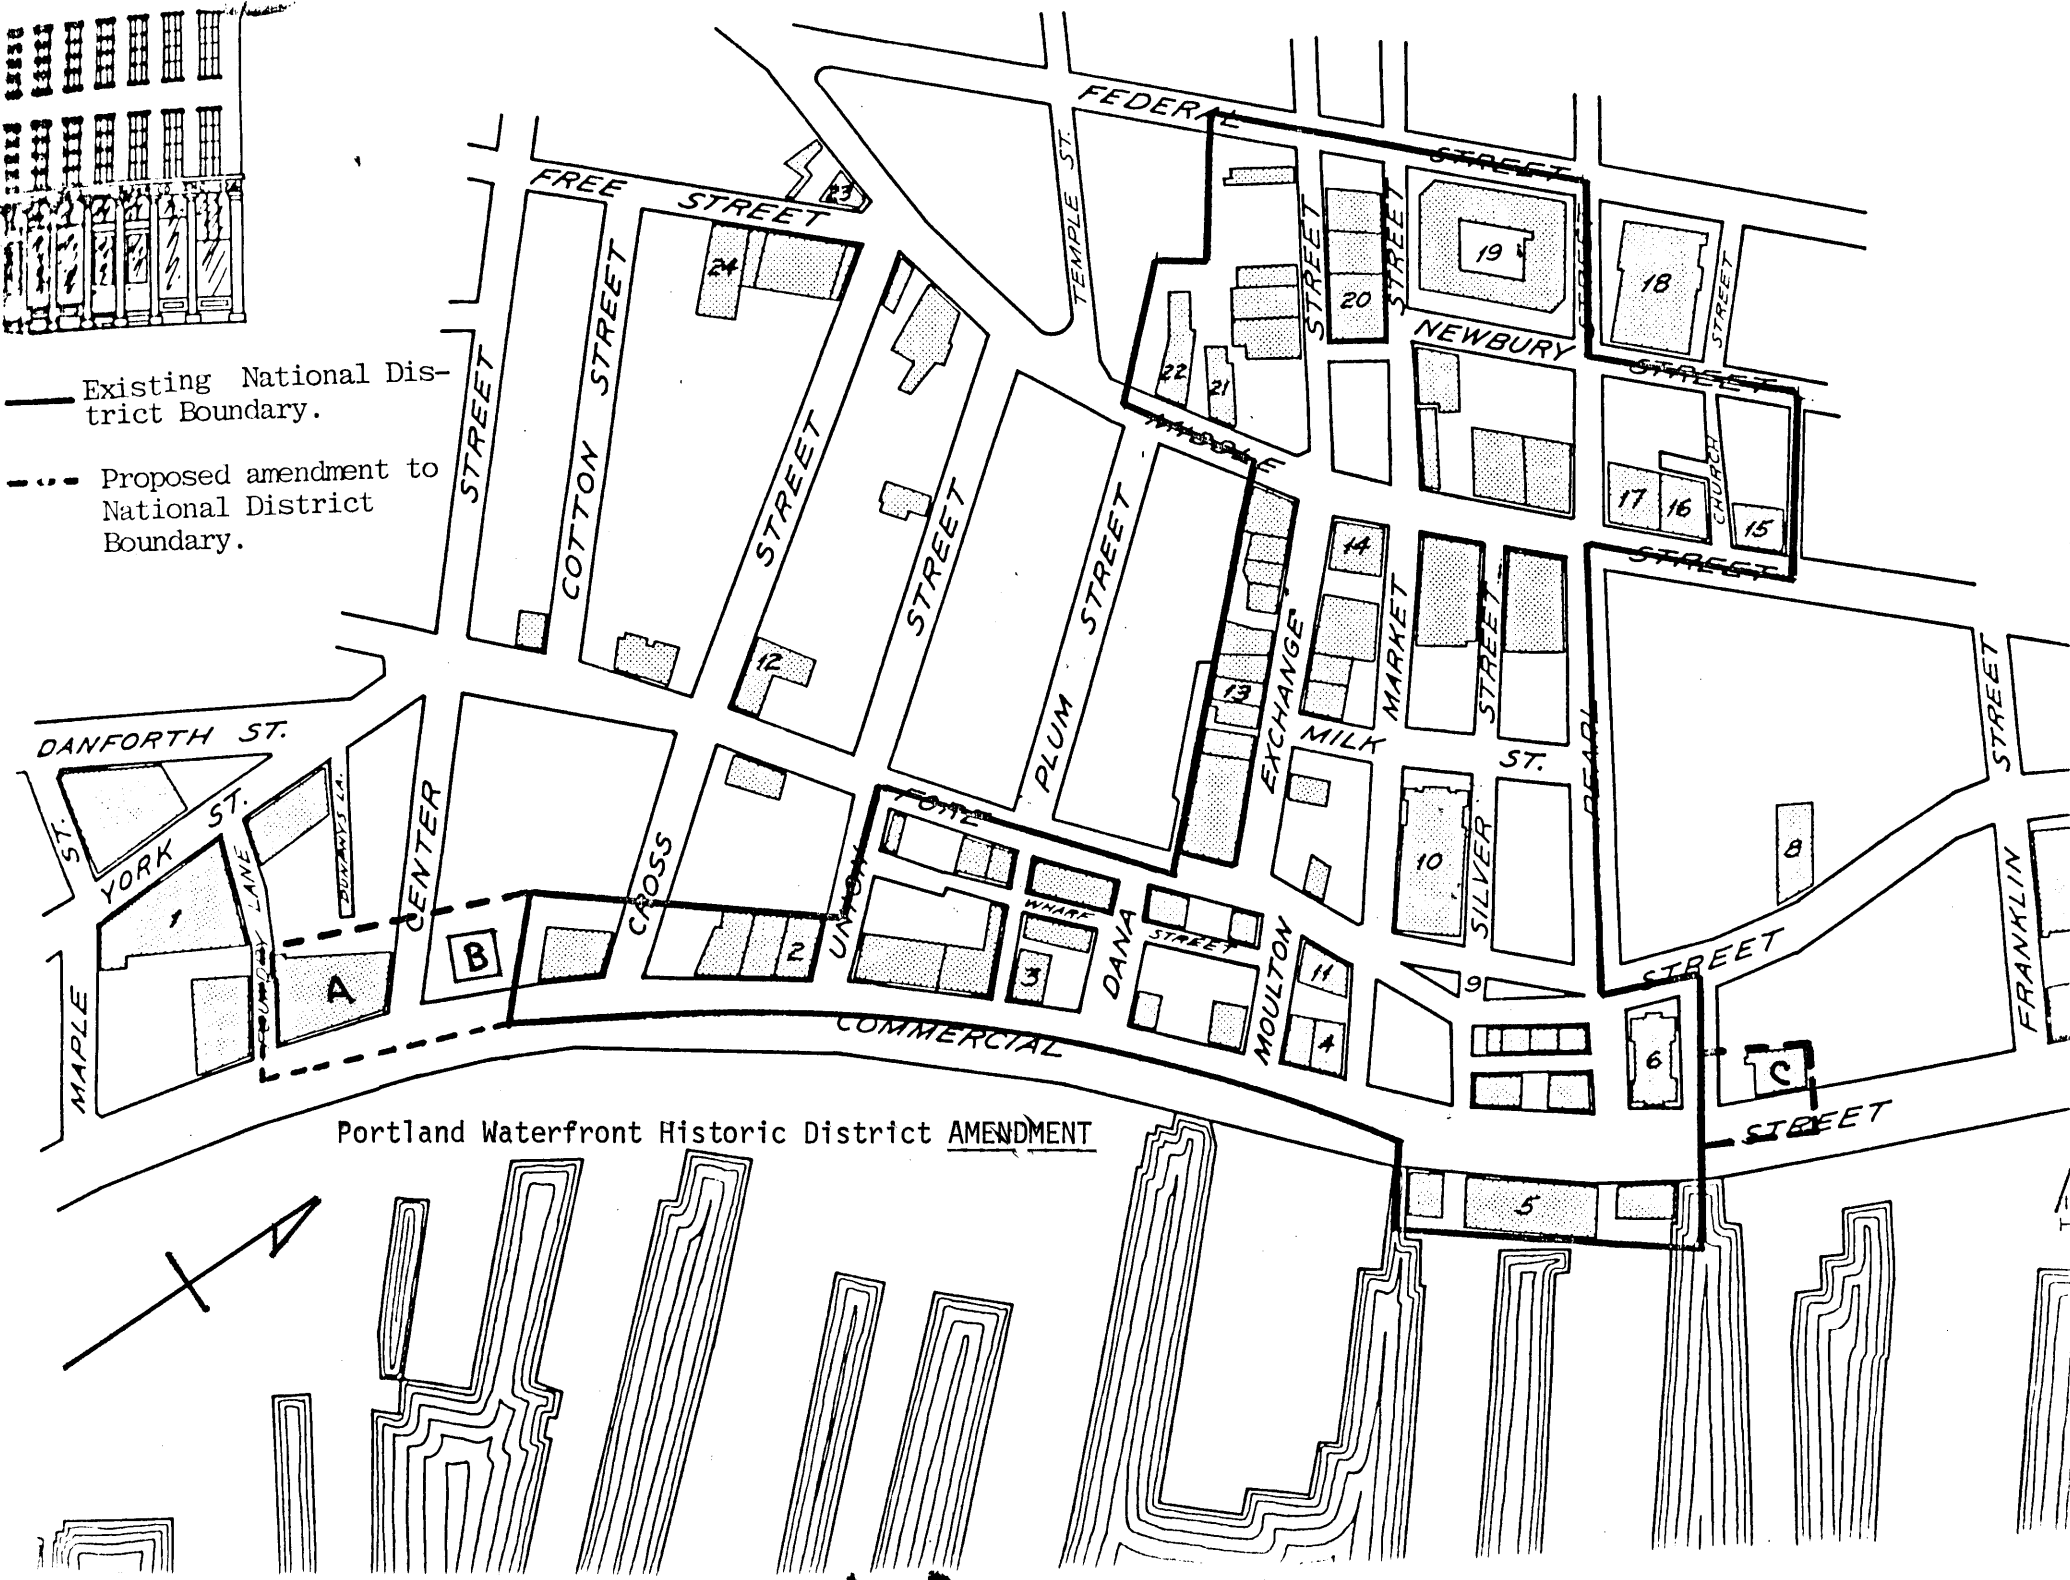 FEDERAL STREET
FREE STREET
TEMPLE ST.
STREET
STREET
STREET
STREET
23
24
19
18
20
22
21
NEWBURY STREET
Existing National Dis-
trict Boundary.
Proposed amendment to
National District
Boundary.
STREET
COTTON STREET
STREET
STREET
PLUM STREET
MIDDLE STREET
CHURCH
17
16
15
14
13
12
EXCHANGE
MARKET
SILVER STREET
PEARL
MILK ST.
DANFORTH ST.
YORK ST.
ST.
MAPLE
LANE
CENTER
CROSS
UNION
FORE STREET
WHARF STREET
DANA
MOULTON
FRANKLIN STREET
1
A
B
2
3
11
4
10
9
8
6
C
5
COMMERCIAL STREET
Portland Waterfront Historic District AMENDMENT